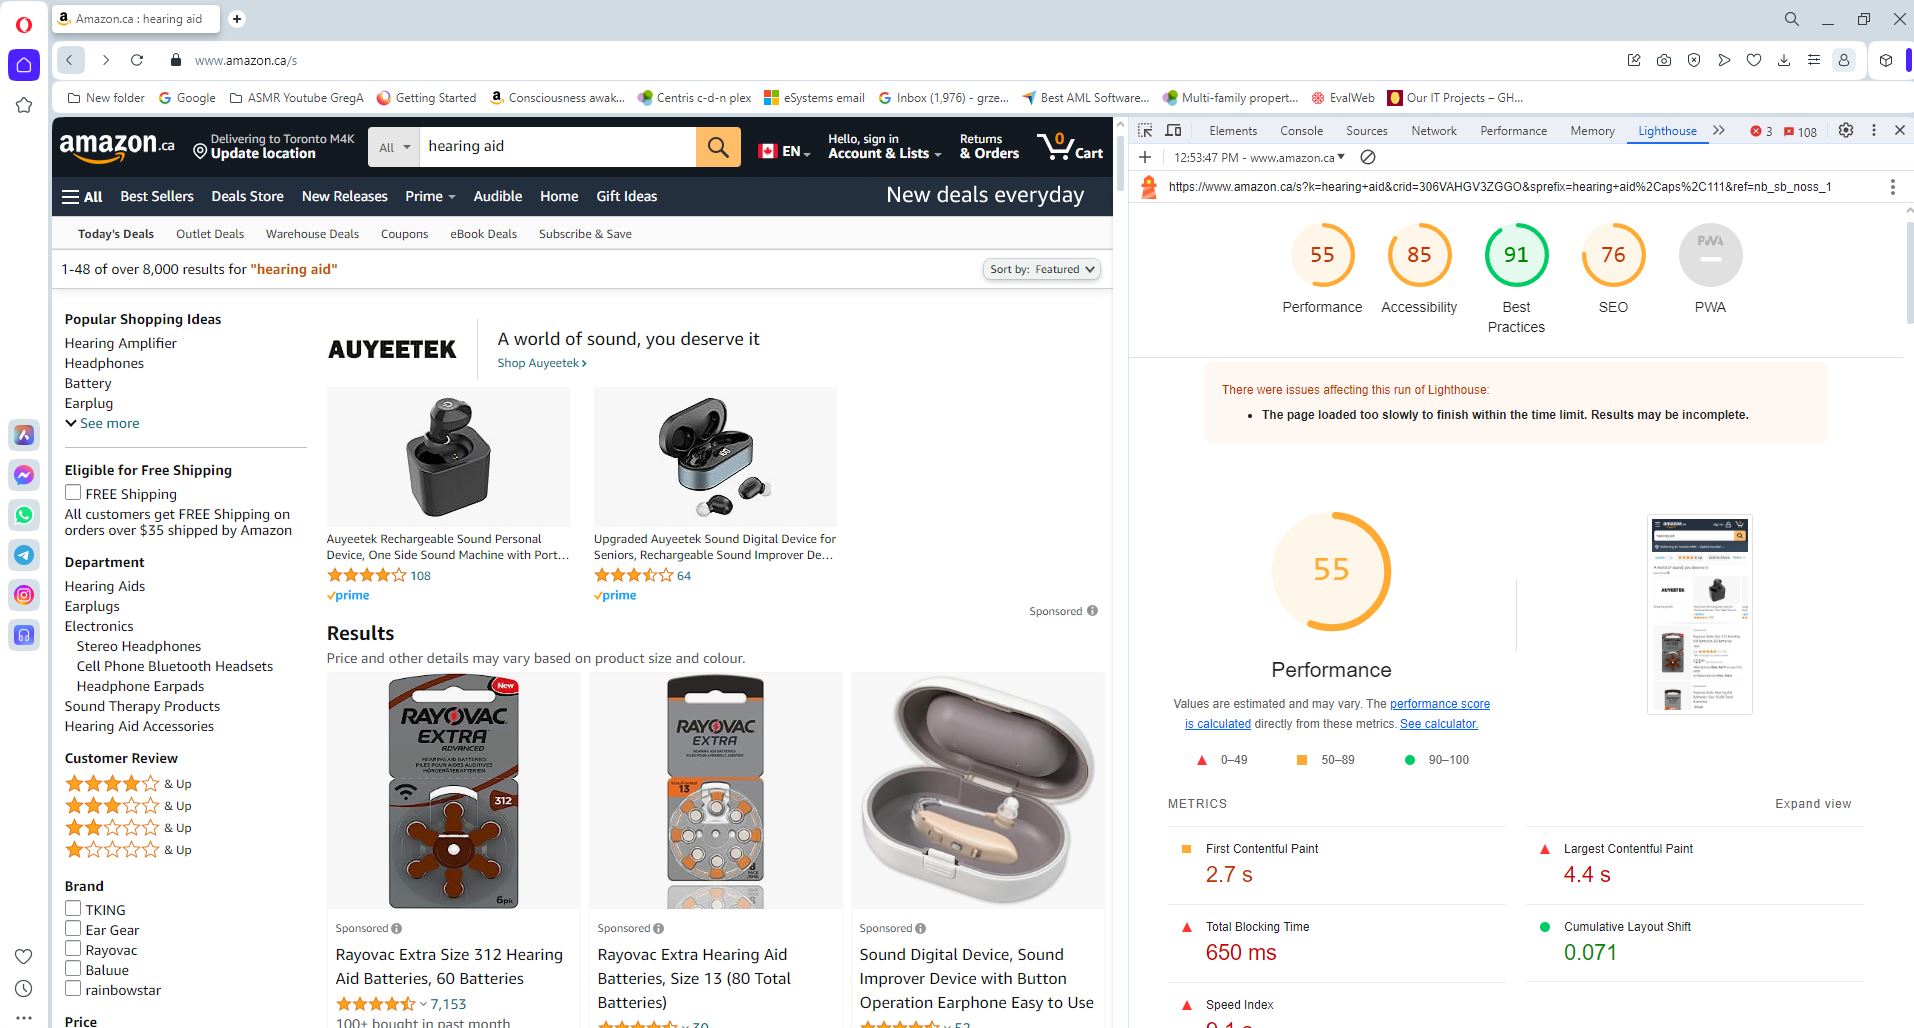 Amazon.ca : hearing aid
www.amazon.ca/s
New folder
Google
ASMR Youtube GregA
Getting Started
Consciousness awak...
Centris c-d-n plex
eSystems email
Inbox (1,976) - grze...
Best AML Software...
Multi-family propert...
EvalWeb
Our IT Projects – GH...
amazon.ca
Delivering to Toronto M4K
Update location
All
hearing aid
EN
Hello, sign in
Account & Lists
Returns
& Orders
0
Cart
All
Best Sellers
Deals Store
New Releases
Prime
Audible
Home
Gift Ideas
New deals everyday
Today's Deals
Outlet Deals
Warehouse Deals
Coupons
eBook Deals
Subscribe & Save
1-48 of over 8,000 results for "hearing aid"
Sort by: Featured
Popular Shopping Ideas
Hearing Amplifier
Headphones
Battery
Earplug
See more
Eligible for Free Shipping
FREE Shipping
All customers get FREE Shipping on
orders over $35 shipped by Amazon
Department
Hearing Aids
Earplugs
Electronics
Stereo Headphones
Cell Phone Bluetooth Headsets
Headphone Earpads
Sound Therapy Products
Hearing Aid Accessories
Customer Review
& Up
& Up
& Up
& Up
Brand
TKING
Ear Gear
Rayovac
Baluue
rainbowstar
Price
AUYEETEK
A world of sound, you deserve it
Shop Auyeetek ›
Auyeetek Rechargeable Sound Personal
Device, One Side Sound Machine with Port...
108
prime
Upgraded Auyeetek Sound Digital Device for
Seniors, Rechargeable Sound Improver De...
64
prime
Sponsored
Results
Price and other details may vary based on product size and colour.
New
RAYOVAC
EXTRA
ADVANCED
HEARING AID BATTERIES
PILES POUR AIDES AUDITIVES
HÖRGERÄTEBATTERIEN
312
6pk
RAYOVAC
EXTRA
HEARING AID BATTERIES
13
Sponsored
Rayovac Extra Size 312 Hearing
Aid Batteries, 60 Batteries
7,153
100+ bought in past month
Sponsored
Rayovac Extra Hearing Aid
Batteries, Size 13 (80 Total
Batteries)
30
Sponsored
Sound Digital Device, Sound
Improver Device with Button
Operation Earphone Easy to Use
52
Elements
Console
Sources
Network
Performance
Memory
Lighthouse
3
108
12:53:47 PM - www.amazon.ca
https://www.amazon.ca/s?k=hearing+aid&crid=306VAHGV3ZGGO&sprefix=hearing+aid%2Caps%2C111&ref=nb_sb_noss_1
55
Performance
85
Accessibility
91
Best
Practices
76
SEO
PWA
PWA
There were issues affecting this run of Lighthouse:
The page loaded too slowly to finish within the time limit. Results may be incomplete.
55
Performance
Values are estimated and may vary. The performance score
is calculated directly from these metrics. See calculator.
0–49
50–89
90–100
METRICS
Expand view
First Contentful Paint
2.7 s
Largest Contentful Paint
4.4 s
Total Blocking Time
650 ms
Cumulative Layout Shift
0.071
Speed Index